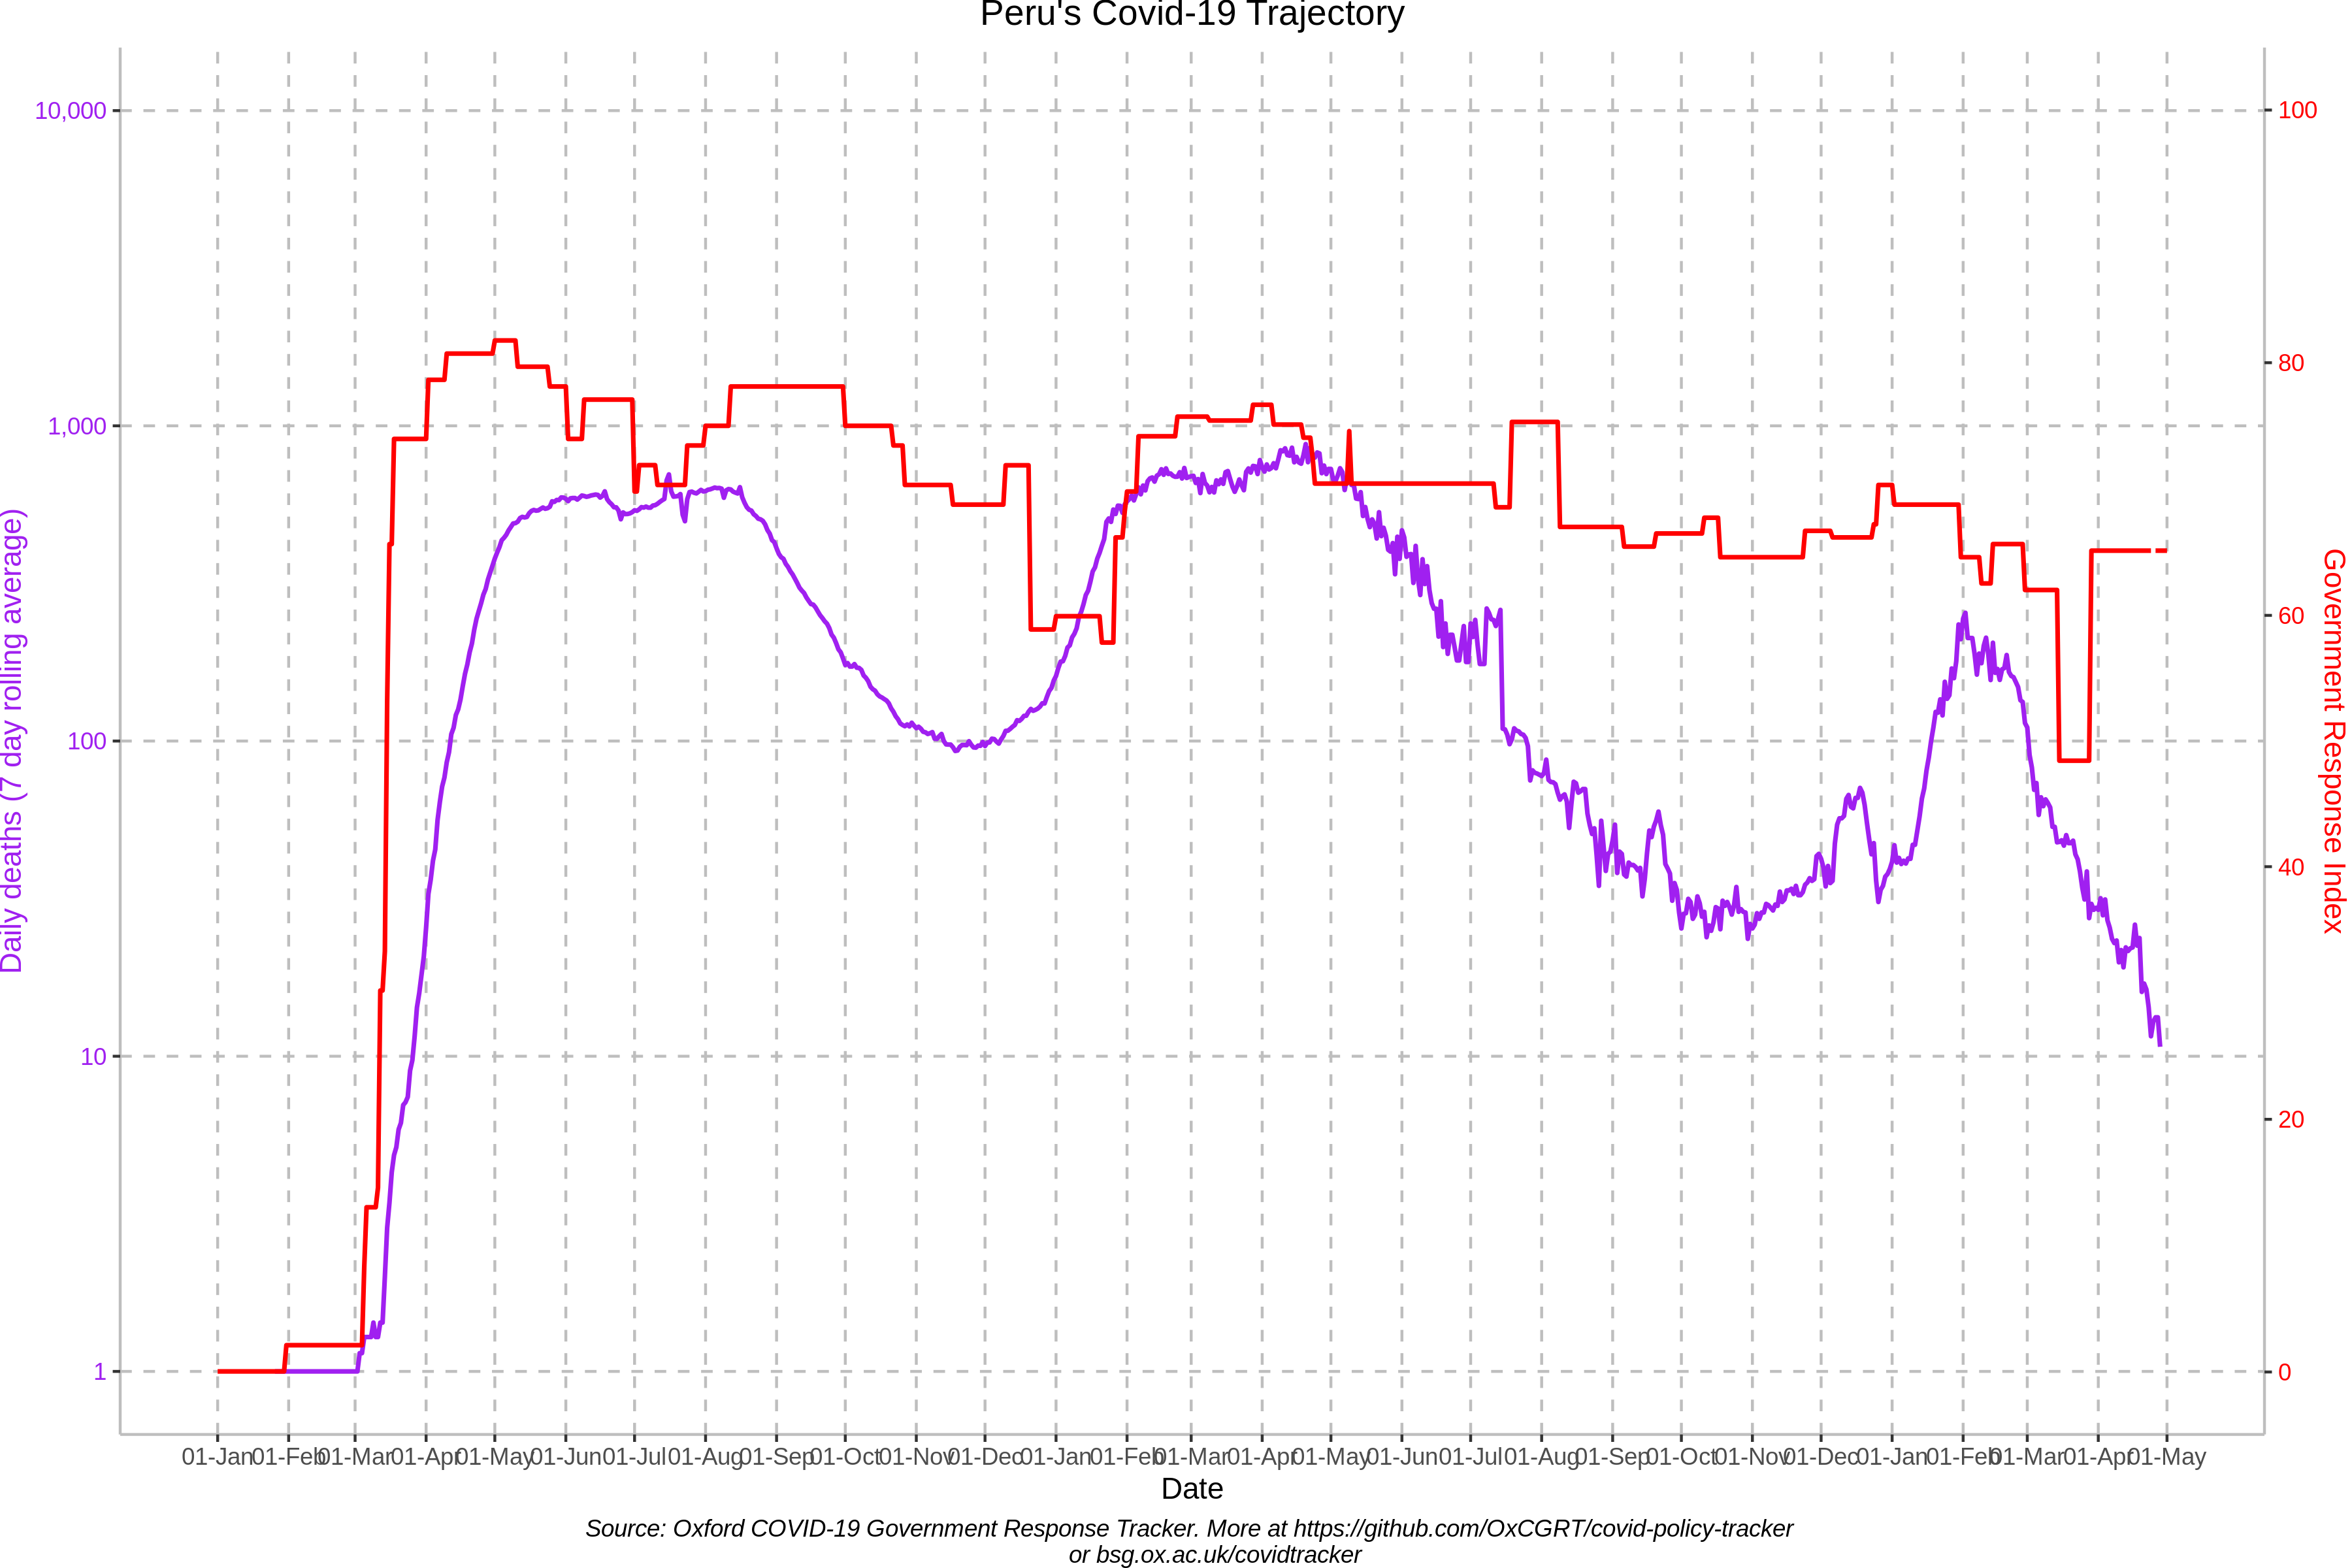 Peru's Covid-19 Trajectory
10,000
1,000
100
10
1
Daily deaths (7 day rolling average)
100
80
60
40
20
0
Government Response Index
01-Jan 01-Feb 01-Mar 01-Apr 01-May 01-Jun 01-Jul 01-Aug 01-Sep 01-Oct 01-Nov 01-Dec 01-Jan 01-Feb 01-Mar 01-Apr 01-May 01-Jun 01-Jul 01-Aug 01-Sep 01-Oct 01-Nov 01-Dec 01-Jan 01-Feb 01-Mar 01-Apr 01-May
Date
Source: Oxford COVID-19 Government Response Tracker. More at https://github.com/OxCGRT/covid-policy-tracker
or bsg.ox.ac.uk/covidtracker